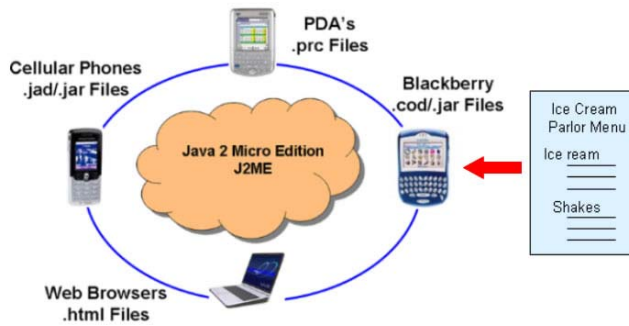 PDA's
.prc Files
Cellular Phones
.jad/.jar Files
Blackberry
.cod/.jar Files
Java 2 Micro Edition
J2ME
Ice Cream
Parlor Menu
Ice ream
Shakes
Web Browsers
.html Files